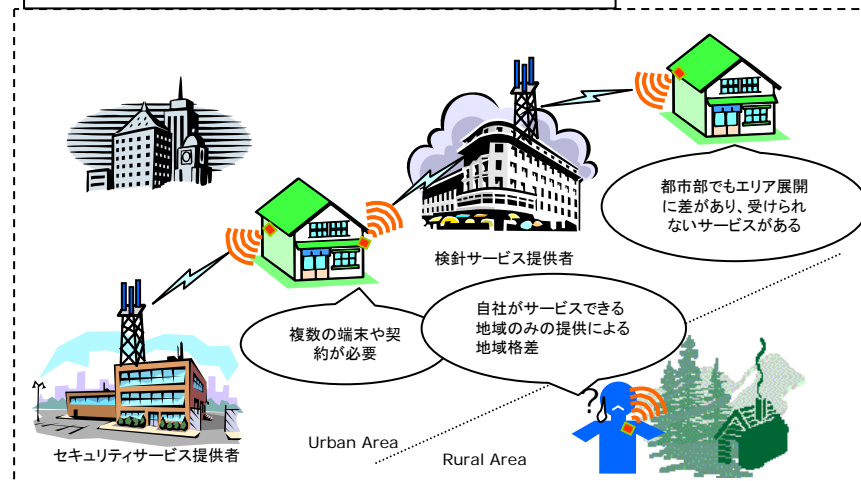 都市部でもエリア展開
に差があり、受けられ
ないサービスがある
検針サービス提供者
自社がサービスできる
地域のみの提供による
地域格差
複数の端末や契
約が必要
?
Urban Area
セキュリティサービス提供者
Rural Area